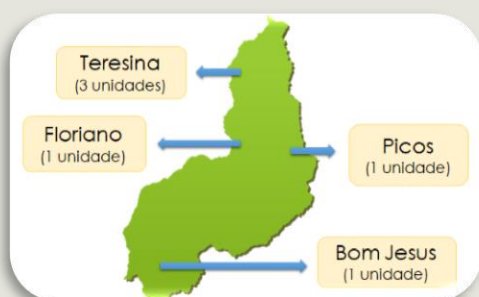 Teresina
(3 unidades)
Floriano
(1 unidade)
Picos
(1 unidade)
Bom Jesus
(1 unidade)